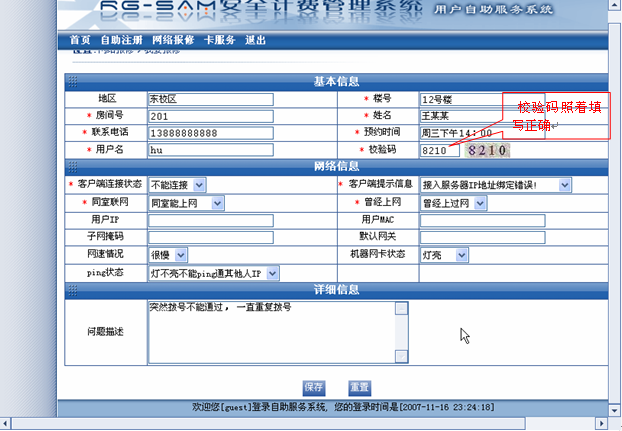 RG-SAM安全计费管理系统 用户自助服务系统
首页 自助注册 网络报修 卡服务 退出
基本信息
地区 东校区 * 楼号 12号楼
* 房间号 201 * 姓名 王某某
* 联系电话 13888888888 * 预约时间 周三下午14:00
* 用户名 hu * 校验码 8210 8210
校验码照着填
写正确
网络信息
* 客户端连接状态 不能连接 * 客户端提示信息 接入服务器IP地址绑定错误!
* 同室联网 同室能上网 * 曾经上网 曾经上过网
用户IP 用户MAC
子网掩码 默认网关
网速情况 很慢 机器网卡状态 灯亮
ping状态 灯不亮不能ping通其他人IP
详细信息
问题描述 突然拨号不能通过, 一直重复拨号
保存 重置
欢迎您[guest]登录自助服务系统, 您的登录时间是[2007-11-16 23:24:18]